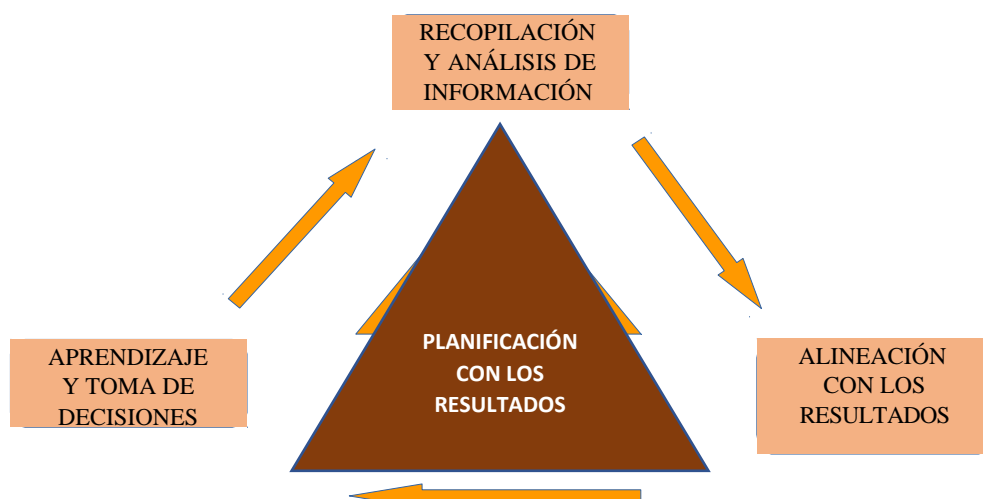 RECOPILACIÓN
Y ANÁLISIS DE
INFORMACIÓN
APRENDIZAJE
Y TOMA DE
DECISIONES
PLANIFICACIÓN
CON LOS
RESULTADOS
ALINEACIÓN
CON LOS
RESULTADOS